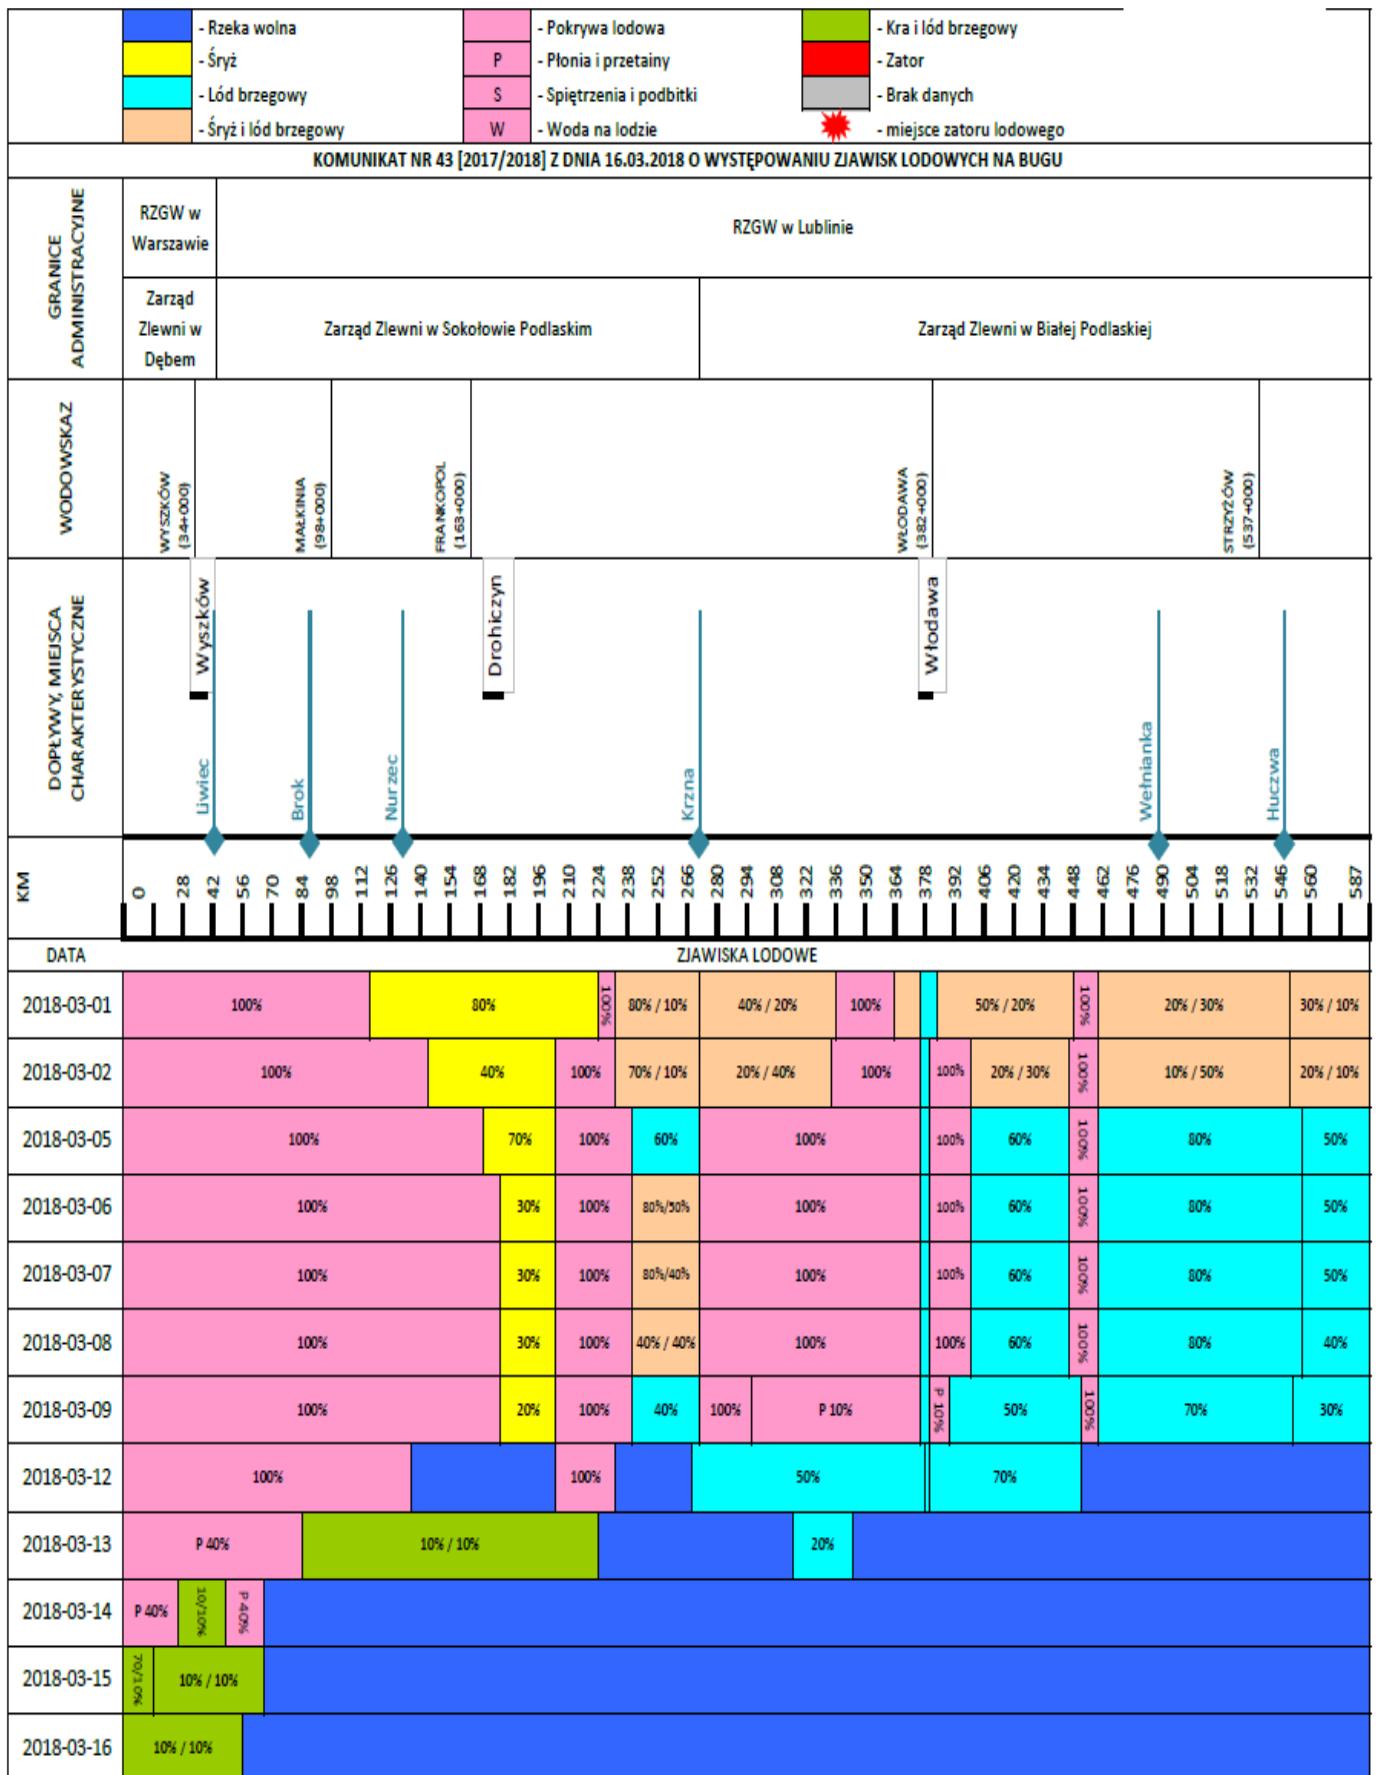 - Rzeka wolna
- Pokrywa lodowa
- Kra i lód brzegowy
- Śryż
P
- Płonia i przetainy
- Zator
- Lód brzegowy
S
- Spiętrzenia i podbitki
- Brak danych
- Śryż i lód brzegowy
W
- Woda na lodzie
- miejsce zatoru lodowego
KOMUNIKAT NR 43 [2017/2018] Z DNIA 16.03.2018 O WYSTĘPOWANIU ZJAWISK LODOWYCH NA BUGU
GRANICE
ADMINISTRACYJNE
RZGW w
Warszawie
RZGW w Lublinie
Zarząd
Zlewni w
Dębem
Zarząd Zlewni w Sokołowie Podlaskim
Zarząd Zlewni w Białej Podlaskiej
WODOWSKAZ
WYSZKÓW
(34+000)
MAŁKINIA
(98+000)
FRANKOPOL
(163+000)
WŁODAWA
(382+000)
STRZYŻÓW
(537+000)
DOPŁYWY, MIEJSCA
CHARAKTERYSTYCZNE
Wyszków
Drohiczyn
Włodawa
Liwiec
Brok
Nurzec
Krzna
Wełnianka
Huczwa
KM
0 28 42 56 70 84 98 112 126 140 154 168 182 196 210 224 238 252 266 280 294 308 322 336 350 364 378 392 406 420 434 448 462 476 490 504 518 532 546 560 587
DATA ZJAWISKA LODOWE
2018-03-01 100% 80% 100% 80% / 10% 40% / 20% 100% 50% / 20% 100% 20% / 30% 30% / 10%
2018-03-02 100% 40% 100% 70% / 10% 20% / 40% 100% 100% 20% / 30% 100% 10% / 50% 20% / 10%
2018-03-05 100% 70% 100% 60% 100% 100% 60% 100% 80% 50%
2018-03-06 100% 30% 100% 80%/50% 100% 100% 60% 100% 80% 50%
2018-03-07 100% 30% 100% 80%/40% 100% 100% 60% 100% 80% 50%
2018-03-08 100% 30% 100% 40% / 40% 100% 100% 60% 100% 80% 40%
2018-03-09 100% 20% 100% 40% 100% P 10% P 10% 50% 100% 70% 30%
2018-03-12 100% 100% 50% 70%
2018-03-13 P 40% 10% / 10% 20%
2018-03-14 P 40% 10/10% P 40%
2018-03-15 70/10% 10% / 10%
2018-03-16 10% / 10%